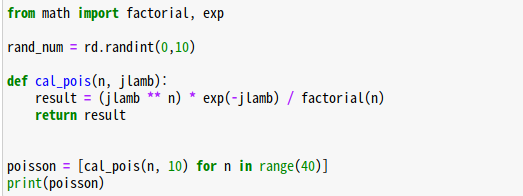 from math import factorial, exp
rand_num = rd.randint(0,10)
def cal_pois(n, jlamb):
    result = (jlamb ** n) * exp(-jlamb) / factorial(n)
    return result
poisson = [cal_pois(n, 10) for n in range(40)]
print(poisson)